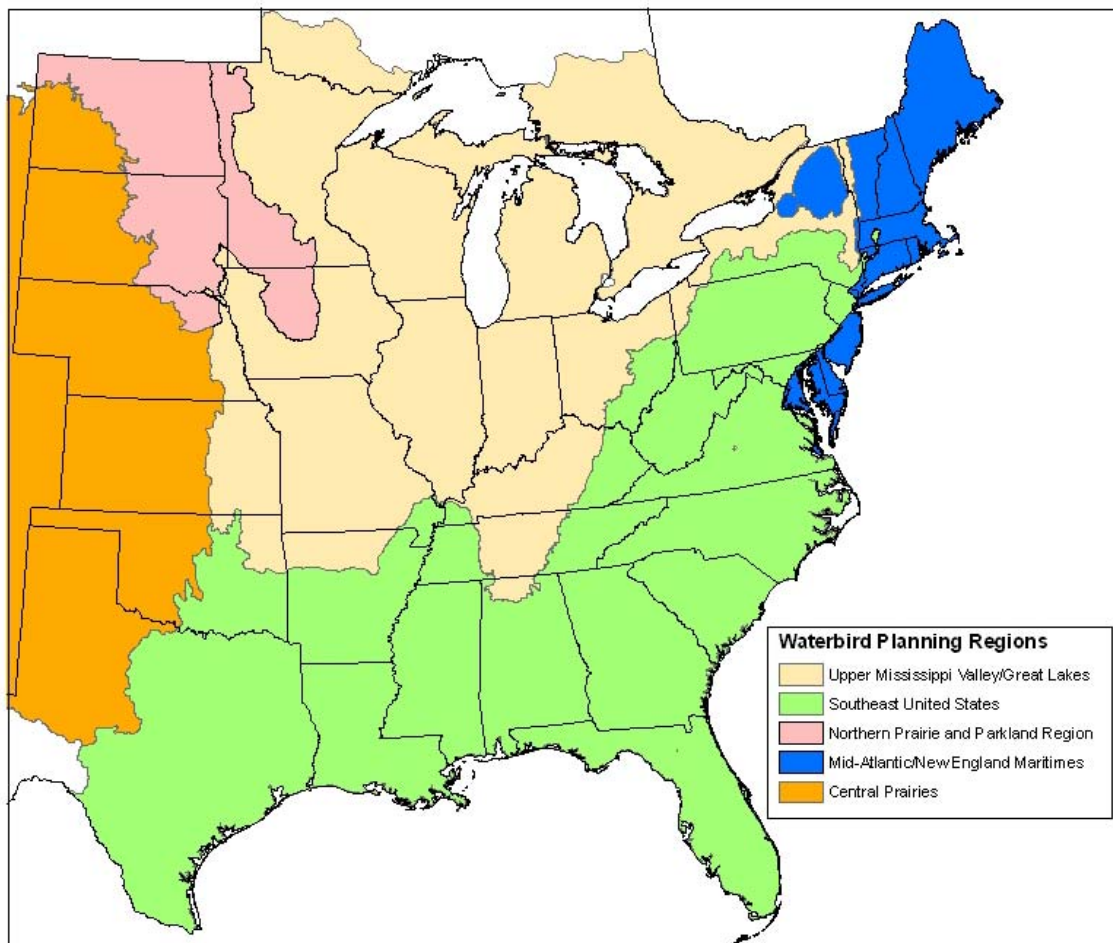 Waterbird Planning Regions
Upper Mississippi Valley/Great Lakes
Southeast United States
Northern Prairie and Parkland Region
Mid-Atlantic/New England Maritimes
Central Prairies